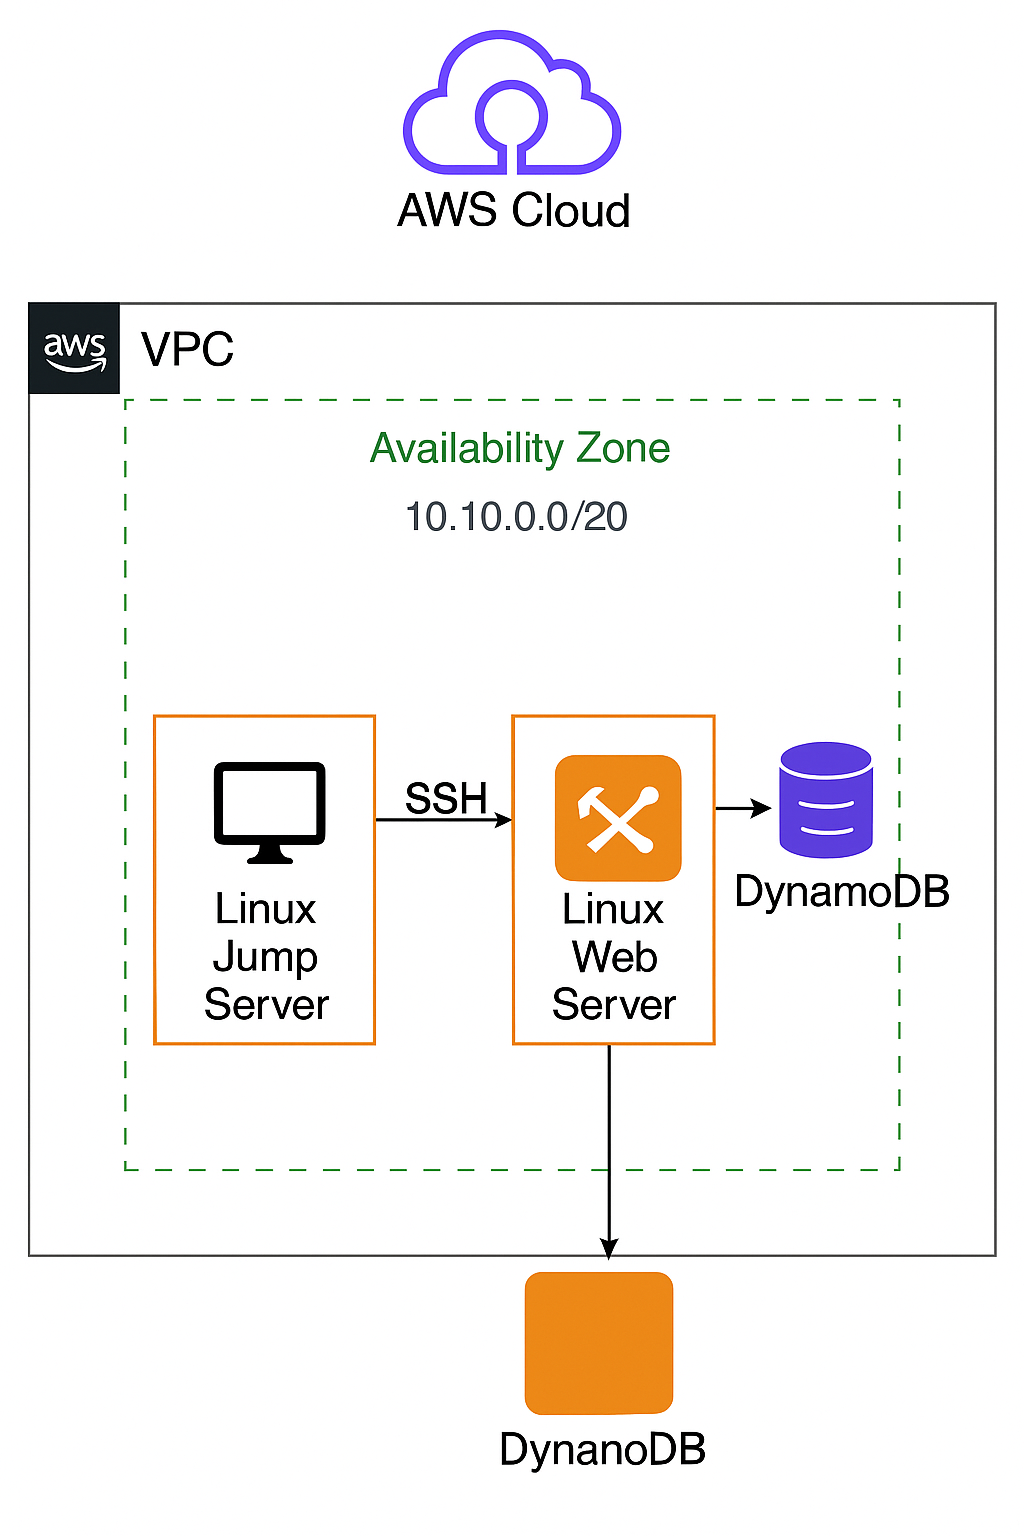 AWS Cloud
aws
VPC
Availability Zone
10.10.0.0/20
SSH
Linux
Jump
Server
Linux
Web
Server
DynamoDB
DynanoDB